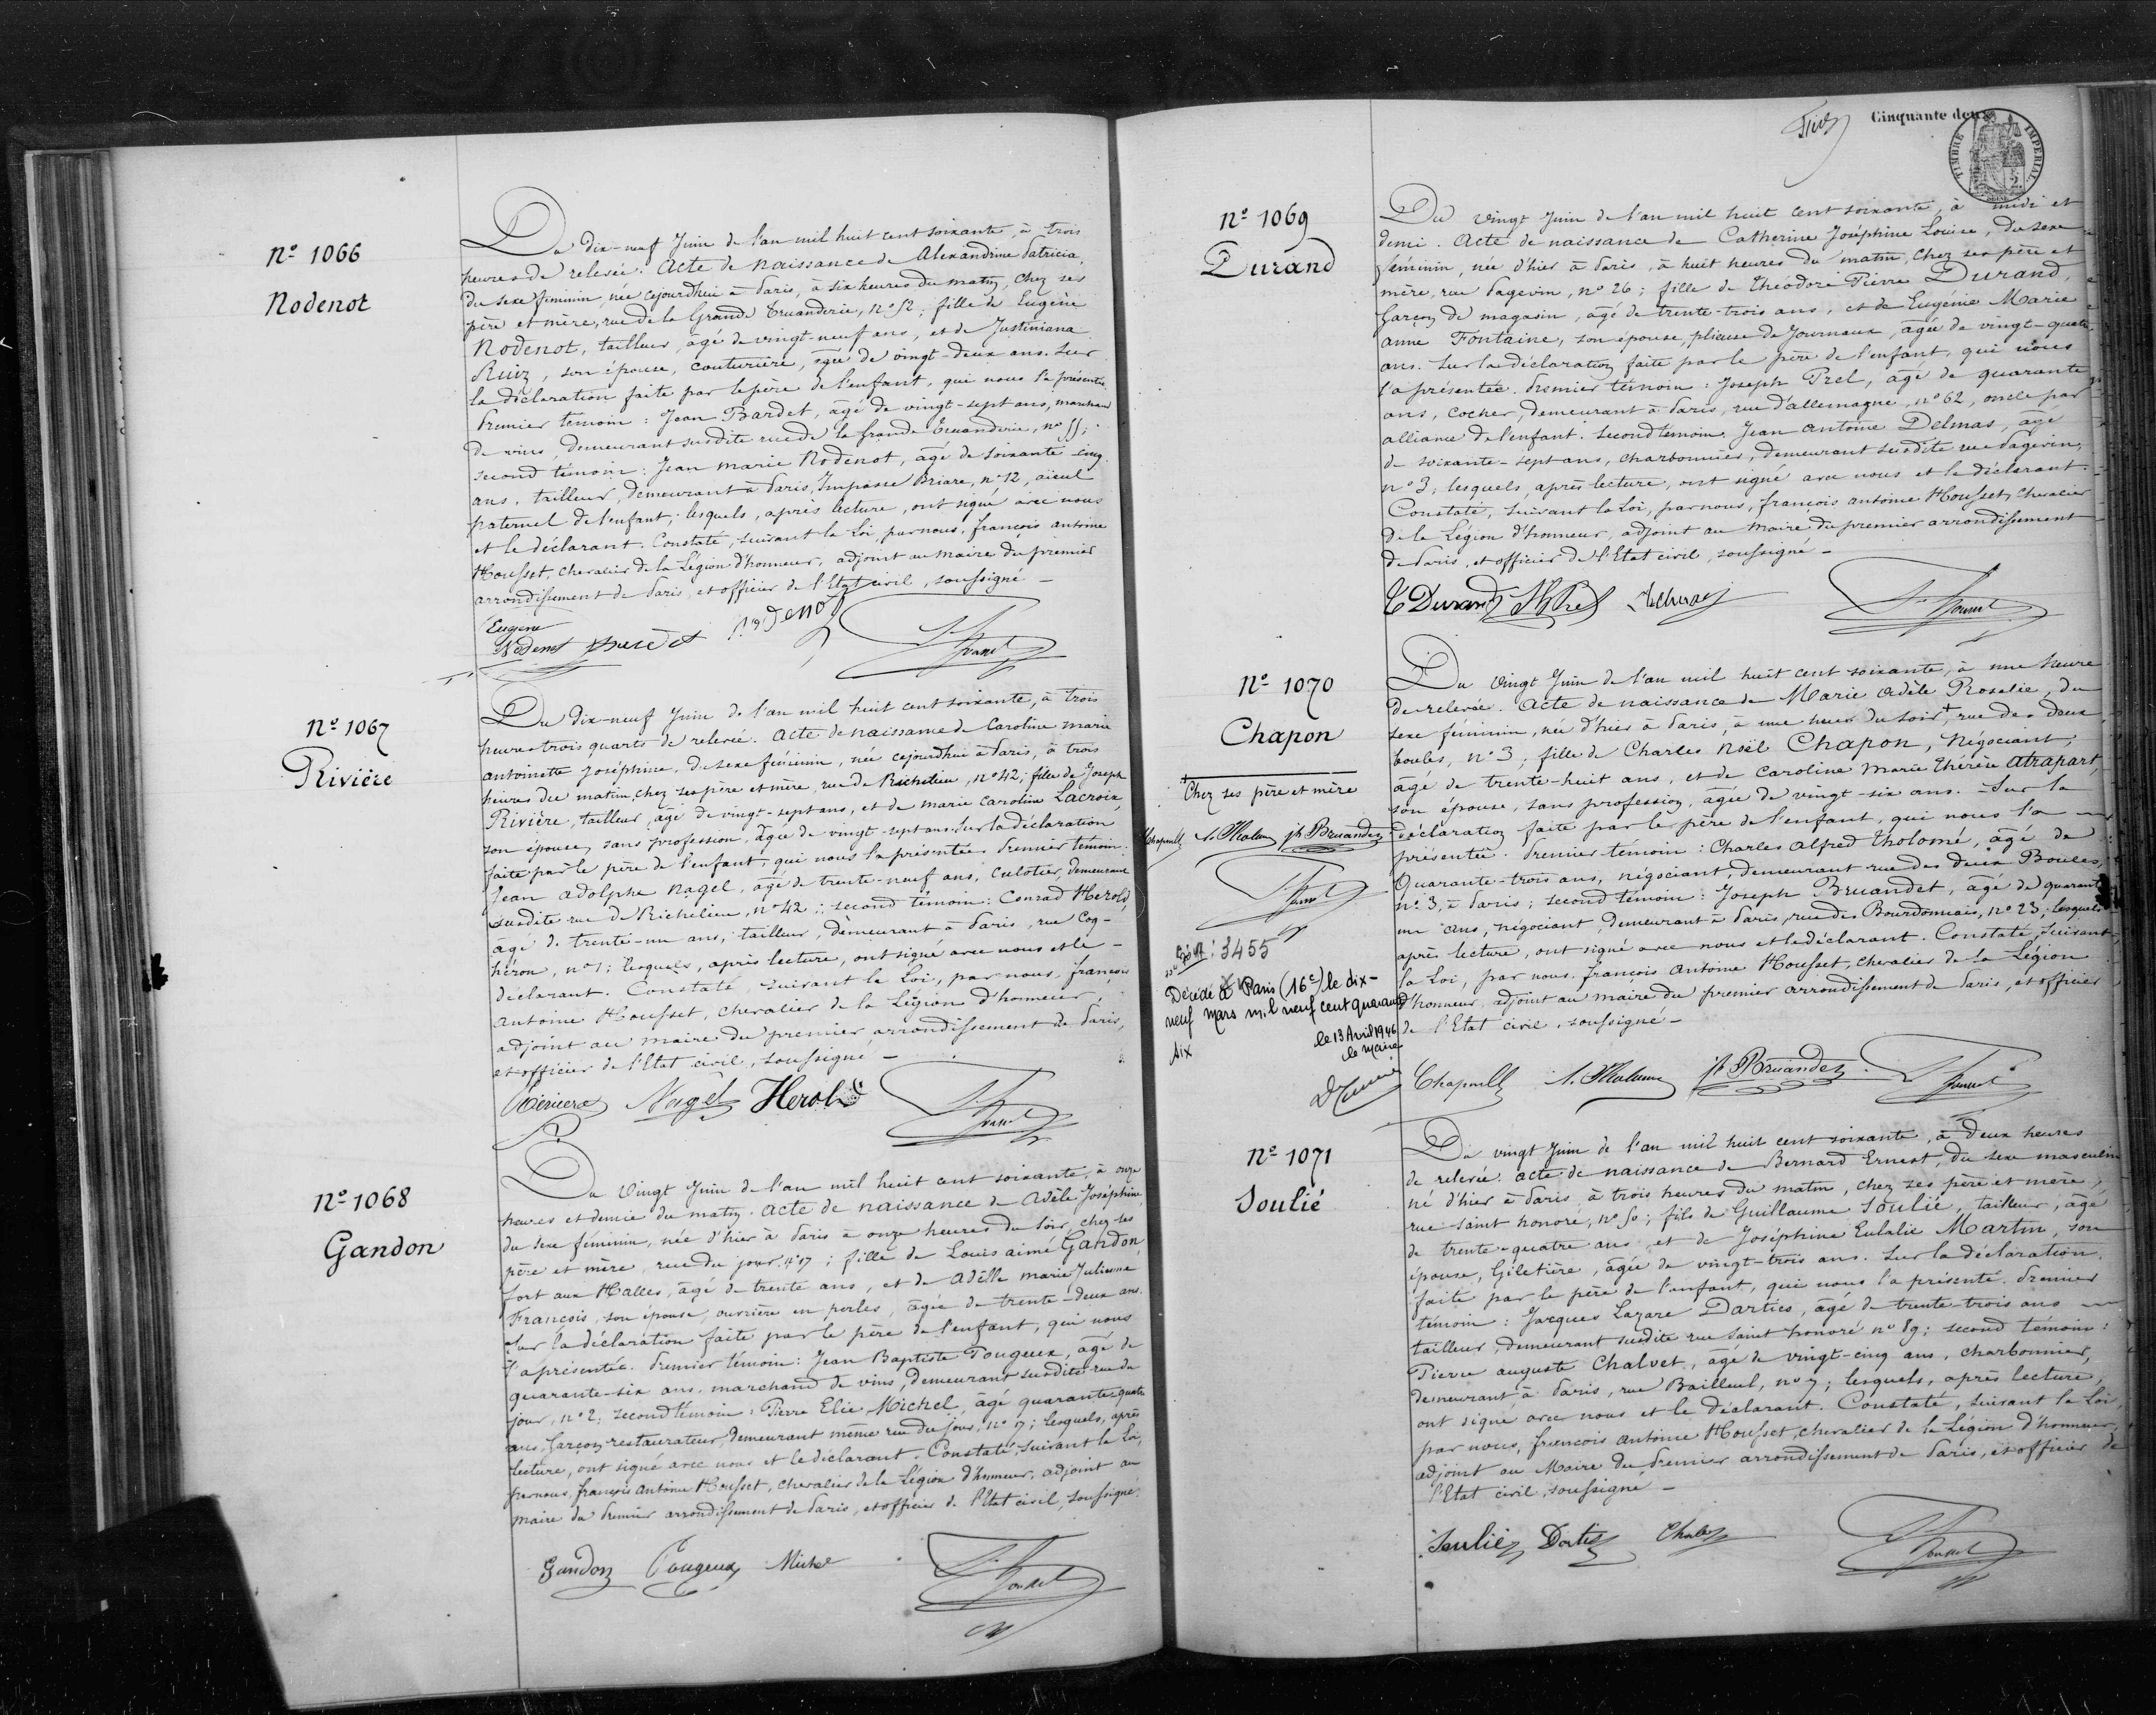 Nº 1066
Nodenot
Du dix-neuf Juin de l'an mil huit cent soixante, à trois
heures de relevée. Acte de naissance de Alexandrine Patricia,
du sexe féminin, née cejourd'hui à Paris, à six heures du matin, chez ses
père et mère, rue de la Grande Truanderie, nº 52; fille de Eugène
Nodenot, tailleur, âgé de vingt-neuf ans, et de Justiniana
Ruiz, son épouse, couturière, âgée de vingt-deux ans. Sur
la déclaration faite par le père de l'enfant, qui nous l'a présentée.
Premier témoin: Jean Bardet, âgé de vingt-sept ans, marchand
de vins, demeurant susdite rue de la grande Truanderie, nº 55;
second témoin: Jean marie Nodenot, âgé de soixante-cinq
ans, tailleur, demeurant à Paris, Impasse Briare, nº 12, aïeul
paternel de l'enfant; lesquels, après lecture, ont signé avec nous
et le déclarant. Constaté, suivant la Loi, par nous, françois antoine
Housset, chevalier de la Légion d'honneur, adjoint au maire du premier
arrondissement de Paris, et officier de l'Etat civil, soussigné -
Eugene
Nodenot Bardet Nodenot
Nº 1067
Rivière
Du dix-neuf Juin de l'an mil huit cent soixante, à trois
heures trois quarts de relevée. Acte de naissance de Caroline marie
antoinette Joséphine, du sexe féminin, née cejourd'hui à Paris, à trois
heures du matin, chez ses père et mère, rue de Richelieu, nº 42; fille de Joseph
Rivière, tailleur, âgé de vingt-sept ans, et de marie Caroline Lacroix,
son épouse, sans profession, âgée de vingt-sept ans. Sur la déclaration
faite par le père de l'enfant, qui nous l'a présentée. Premier témoin:
Jean adolphe Nagel, âgé de trente-neuf ans, culotier, demeurant
susdite rue de Richelieu, nº 42; second témoin: Conrad Herold,
âgé de trente-un ans, tailleur, demeurant à Paris, rue Coq-
héron, nº 1; lesquels, après lecture, ont signé avec nous et le -
déclarant. Constaté, suivant la Loi, par nous, françois
antoine Housset, chevalier de la Légion d'honneur,
adjoint au maire du premier arrondissement de Paris,
et officier de l'Etat civil, soussigné -
Riviere Nagel Herold
Nº 1068
Gandon
Du Vingt Juin de l'an mil huit cent soixante, à onze
heures et demie du matin. Acte de naissance de Adèle Joséphine,
du sexe féminin, née d'hier à Paris à onze heures du soir, chez ses
père et mère, rue du jour, nº 17; fille de Louis aimé Gandon,
fort aux Halles, âgé de trente ans, et de Adèle marie Julienne
François, son épouse, ouvrière en perles, âgée de trente-deux ans.
Sur la déclaration faite par le père de l'enfant, qui nous
l'a présentée. Premier témoin: Jean Baptiste Tougeux, âgé de
quarante-six ans, marchand de vins, demeurant susdite rue du
jour, nº 2; second témoin: Pierre Elie Michel, âgé quarante-quatre
ans, garçon restaurateur, demeurant même rue du Jour, nº 17; lesquels, après
lecture, ont signé avec nous et le déclarant. Constaté, suivant la Loi,
par nous, françois Antoine Housset, chevalier de la Légion d'honneur, adjoint au
maire du Premier arrondissement de Paris, et officier de l'Etat civil, soussigné.
Gandon Tougeux Michel
Cinquante deux
TIMBRE IMPERIAL
SEINE
Nº 1069
Durand
Du Vingt Juin de l'an mil huit cent soixante, à midi et
demi. Acte de naissance de Catherine Joséphine Louise, du sexe
féminin, née d'hier à Paris, à huit heures du matin, chez ses père et
mère, rue Pagevin, nº 26; fille de Théodore Pierre Durand,
Garçon de magasin, âgé de trente-trois ans, et de Eugénie Marie
anne Fontaine, son épouse, plieuse de Journaux, âgée de vingt-quatre
ans. Sur la déclaration faite par le père de l'enfant, qui nous
l'a présentée. Premier témoin: Joseph Prel, âgé de quarante
ans, cocher, demeurant à Paris, rue d'allemagne, nº 62, oncle par
alliance de l'enfant. Second témoin Jean Antoine Delmas, âgé
de soixante-sept ans, charbonnier, demeurant susdite rue Pagevin,
nº 3; lesquels, après lecture, ont signé avec nous et le déclarant.
Constaté, suivant la Loi, par nous, françois antoine Housset, chevalier
de la Légion d'honneur, adjoint au maire du premier arrondissement
de Paris, et officier de l'Etat civil, soussigné -
T Durand Prel Delmas
Nº 1070
Chapon
Chez ses père et mère
Décédé à Paris (16e) le dix-
neuf mars mil neuf cent quarante
six
le 13 Avril 1946
le Maire
Du Vingt Juin de l'an mil huit cent soixante, à une heure
de relevée. Acte de naissance de Marie Adèle Rosalie, du
sexe féminin, née d'hier à Paris, à une heure du soir, + rue des deux
boules, nº 3; fille de Charles Noël Chapon, Négociant,
âgé de trente-huit ans, et de Caroline Marie Thérèse Atrapart,
son épouse, sans profession, âgée de vingt-six ans. Sur la
déclaration faite par le père de l'enfant, qui nous l'a
présentée. Premier témoin: Charles Alfred Tholomé, âgé de
Quarante-trois ans, négociant, demeurant rue des deux Boules,
nº 3, à Paris; second témoin: Joseph Bruandet, âgé de quarante
un ans, négociant, demeurant à Paris, rue des Bourdonnais, nº 23; lesquels
après lecture, ont signé avec nous et le déclarant. Constaté, suivant
la Loi, par nous, françois Antoine Housset, chevalier de la Légion
d'honneur, adjoint au maire du premier arrondissement de Paris, et officier
de l'Etat civil, soussigné -
Jh Bruandet
Nº 1071
Soulié
Du vingt Juin de l'an mil huit cent soixante, à Deux heures
de relevée. Acte de naissance de Bernard Ernest, du sexe masculin
né d'hier à Paris à trois heures du matin, chez ses père et mère,
rue saint honoré, nº 50; fils de Guillaume Soulié, tailleur, âgé
de trente-quatre ans et de Joséphine Eulalie Martin, son
épouse, Giletière, âgée de vingt-trois ans. Sur la déclaration
faite par le père de l'enfant, qui nous l'a présenté. Premier
témoin: Jacques Lazare Darties, âgé de trente-trois ans
tailleur, demeurant susdite rue saint honoré nº 89; second témoin:
Pierre auguste Chalvet, âgé de vingt-cinq ans, charbonnier,
demeurant à Paris, rue Bailleul, nº 7; lesquels, après lecture,
ont signé avec nous et le déclarant. Constaté, suivant la Loi,
par nous, françois Antoine Housset, chevalier de la Légion d'honneur,
adjoint au Maire du Premier arrondissement de Paris, et officier de
l'Etat civil, soussigné -
Soulié